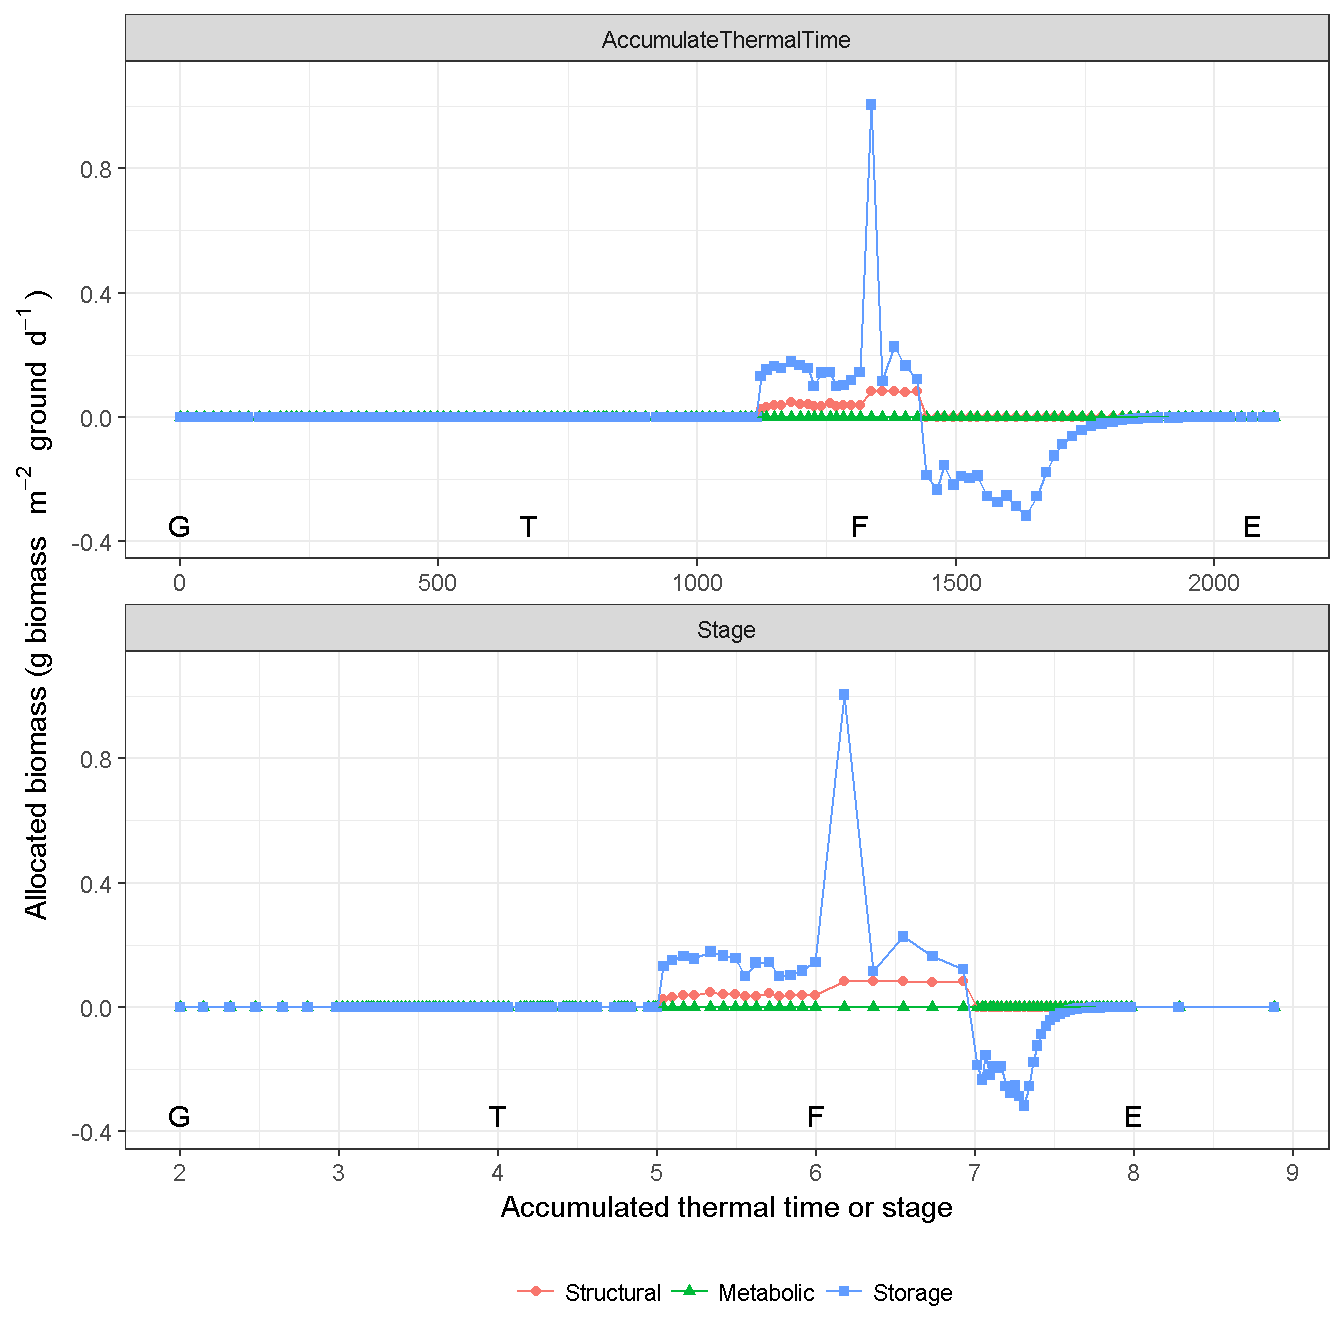 AccumulateThermalTime
0.8
0.4
0.0
-0.4
G T F E
0 500 1000 1500 2000
Allocated biomass (g biomass m⁻² ground d⁻¹)
Stage
0.8
0.4
0.0
-0.4
G T F E
2 3 4 5 6 7 8 9
Accumulated thermal time or stage
Structural Metabolic Storage